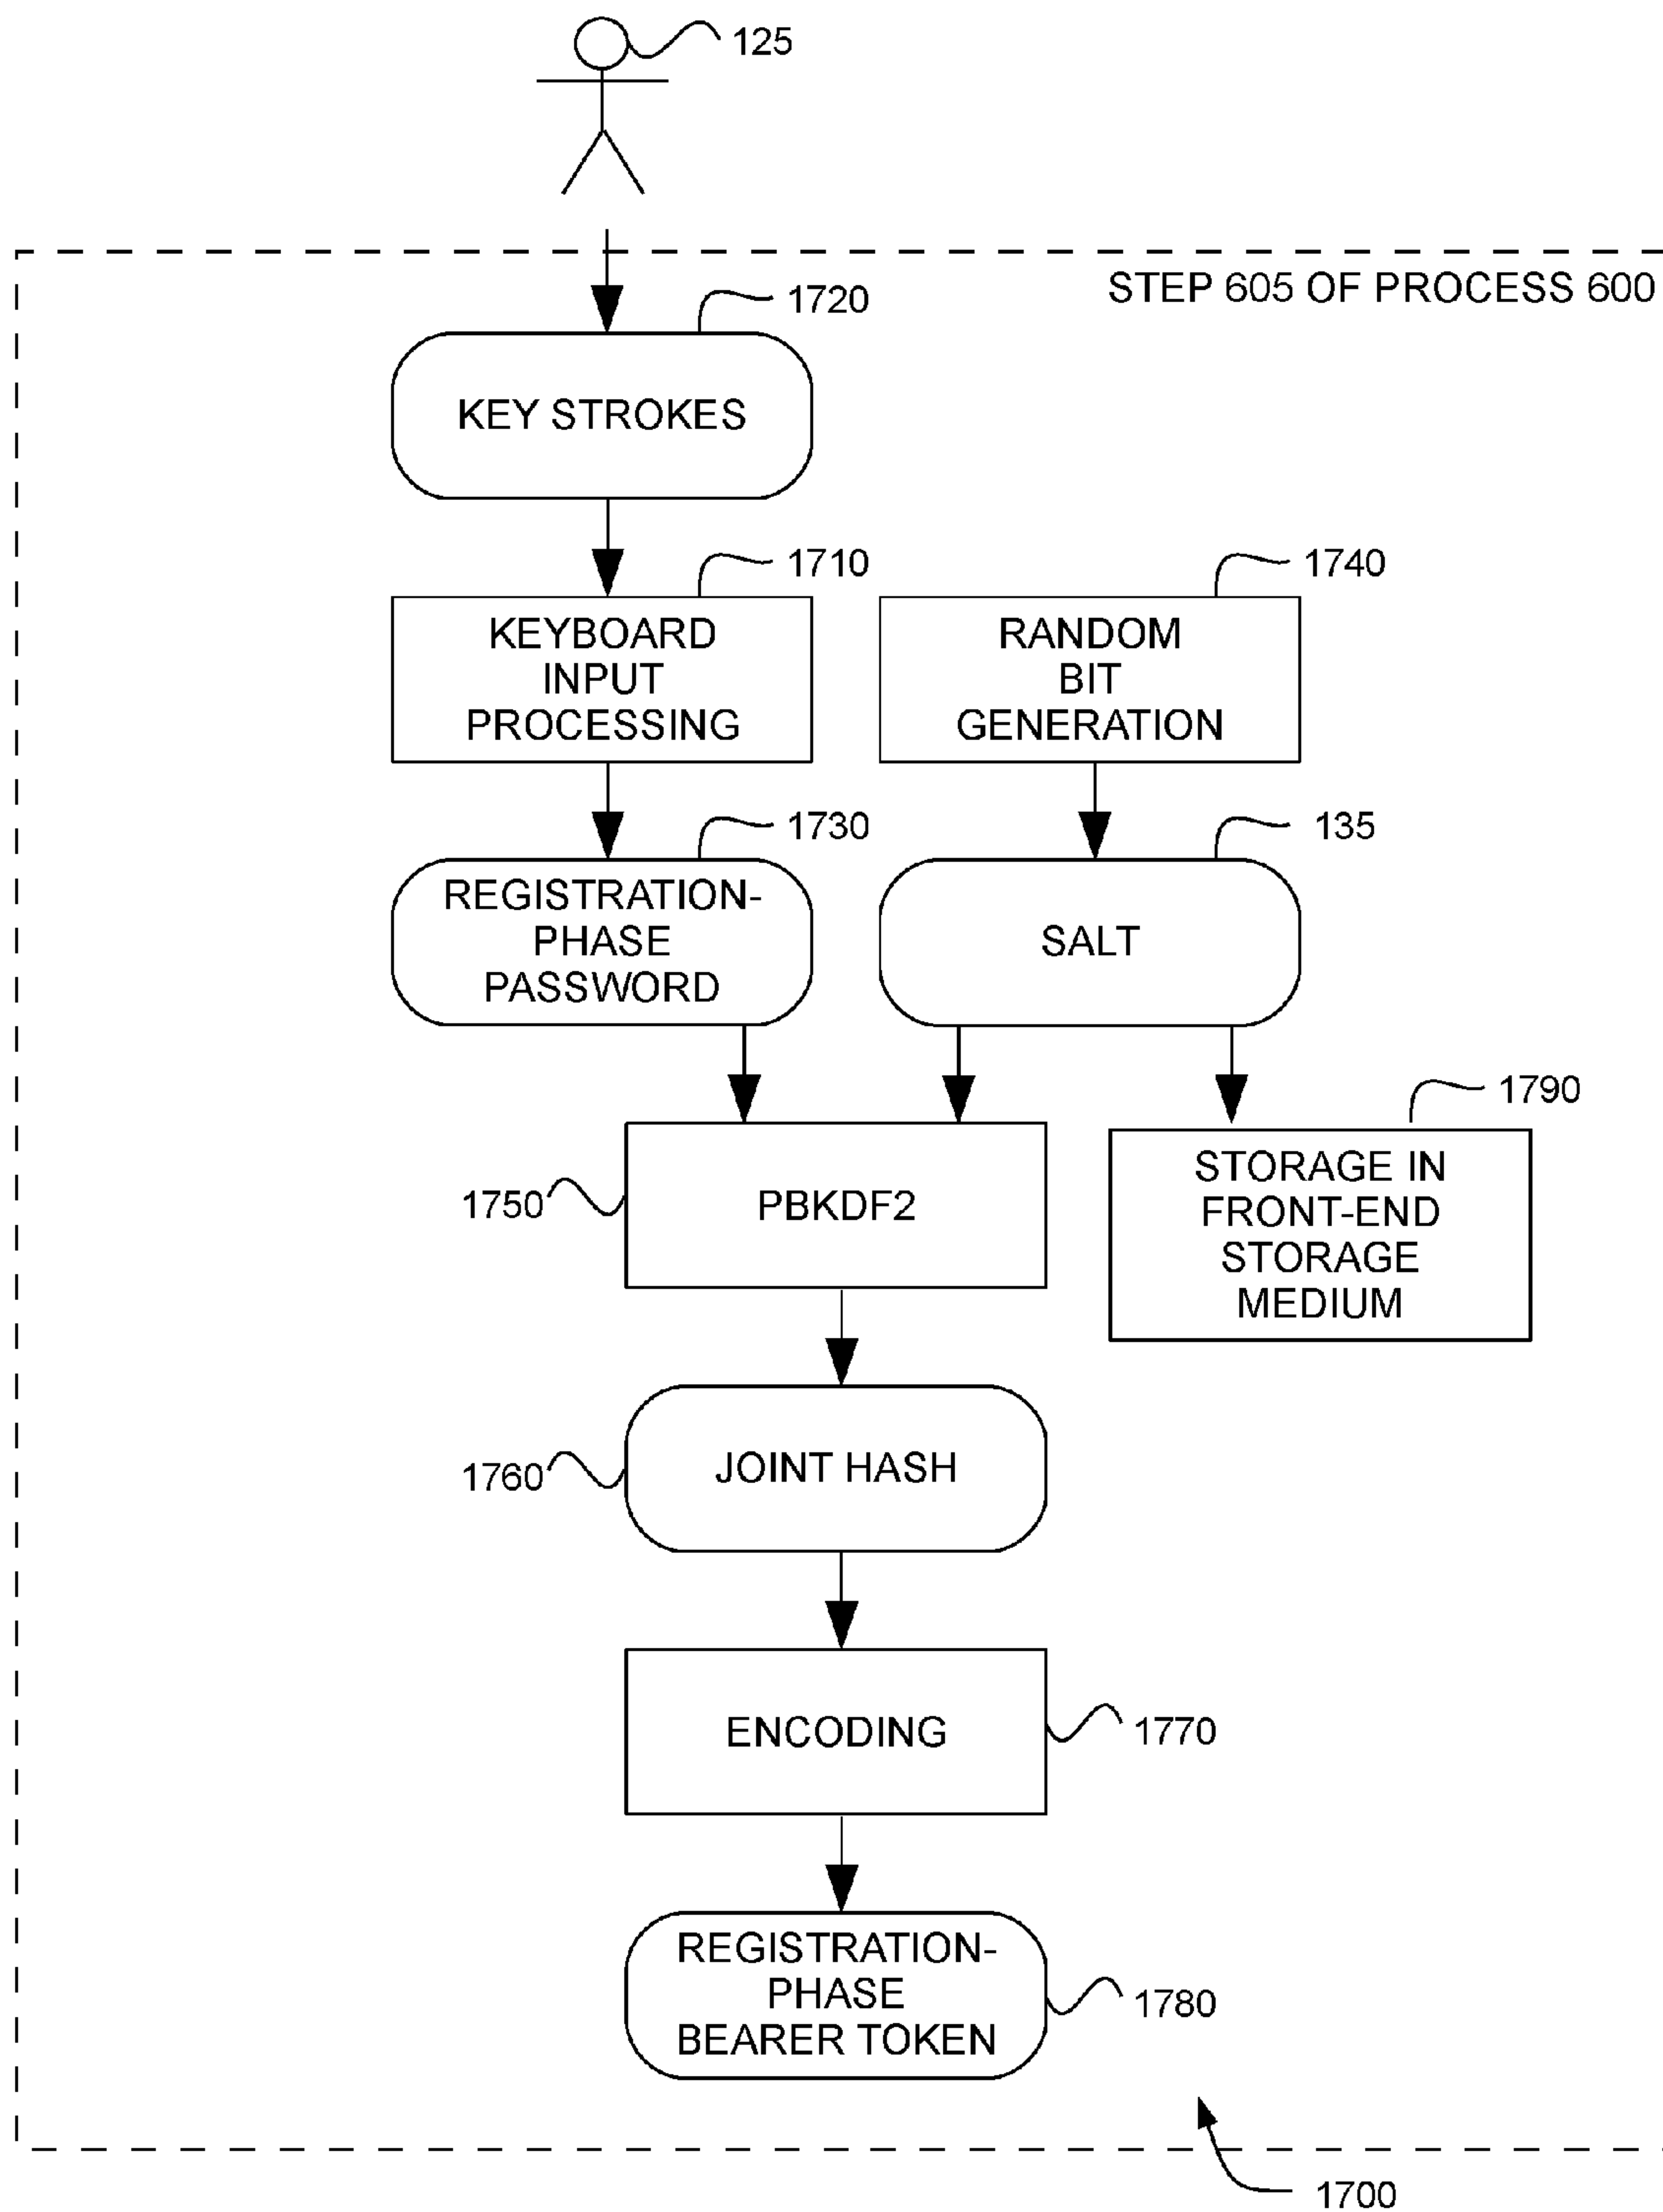 125
STEP 605 OF PROCESS 600
1720
KEY STROKES
1710
1740
KEYBOARD
INPUT
PROCESSING
RANDOM
BIT
GENERATION
1730
135
REGISTRATION-
PHASE
PASSWORD
SALT
1790
1750
PBKDF2
STORAGE IN
FRONT-END
STORAGE
MEDIUM
1760
JOINT HASH
ENCODING
1770
REGISTRATION-
PHASE
BEARER TOKEN
1780
1700